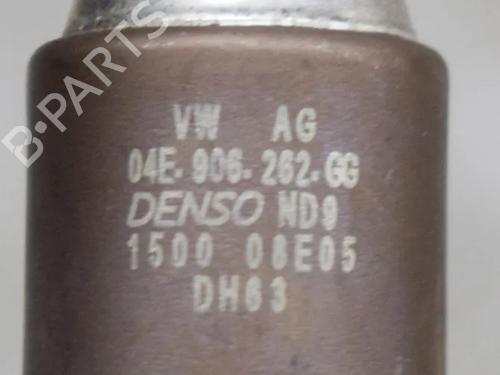 B-PARTS
VW AG
04E-906-262-GG
DENSO ND9
1500 08E05
DH63